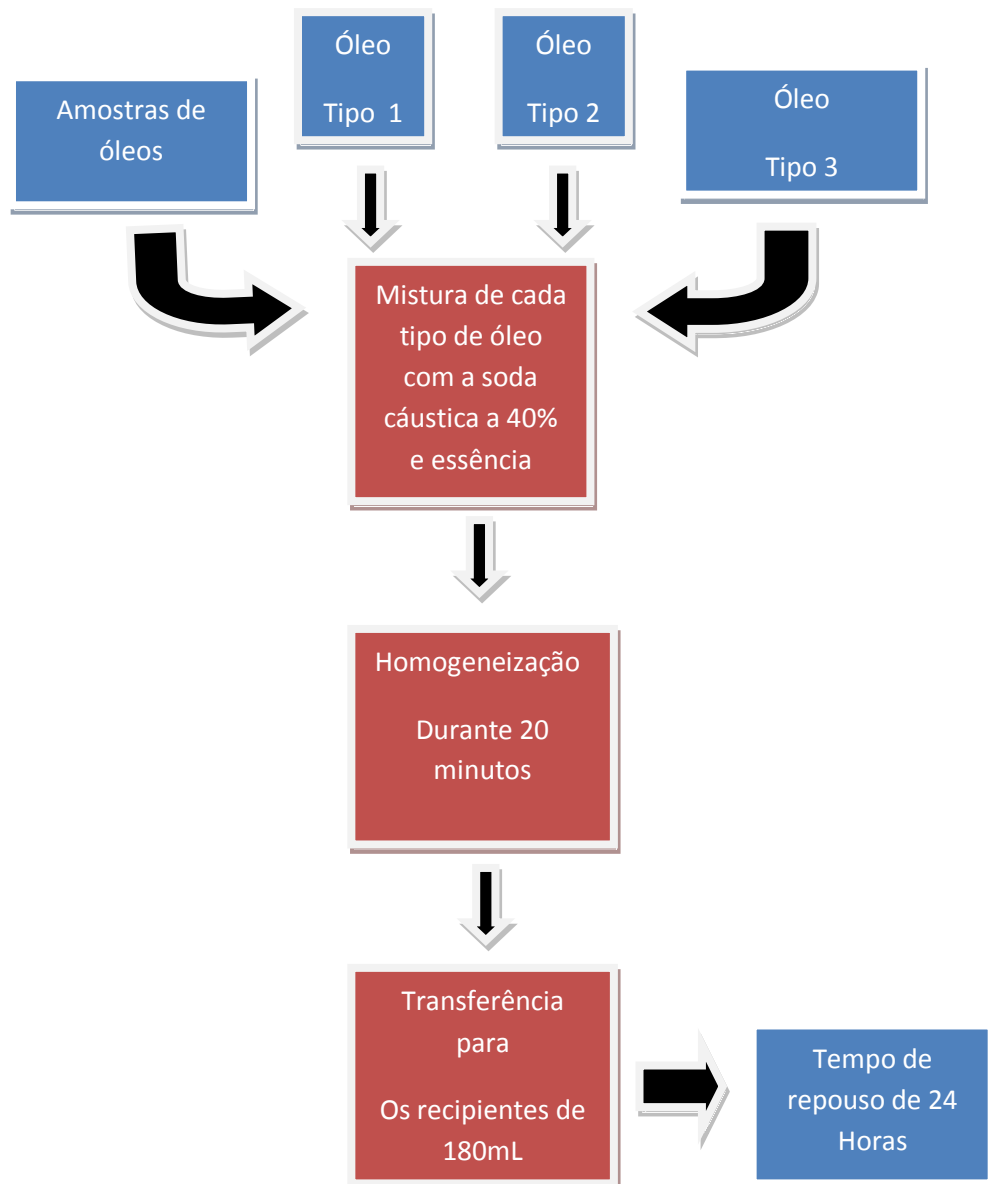 Amostras de
óleos
Óleo
Tipo 1
Óleo
Tipo 2
Óleo
Tipo 3
Mistura de cada
tipo de óleo
com a soda
cáustica a 40%
e essência
Homogeneização
Durante 20
minutos
Transferência
para
Os recipientes de
180mL
Tempo de
repouso de 24
Horas